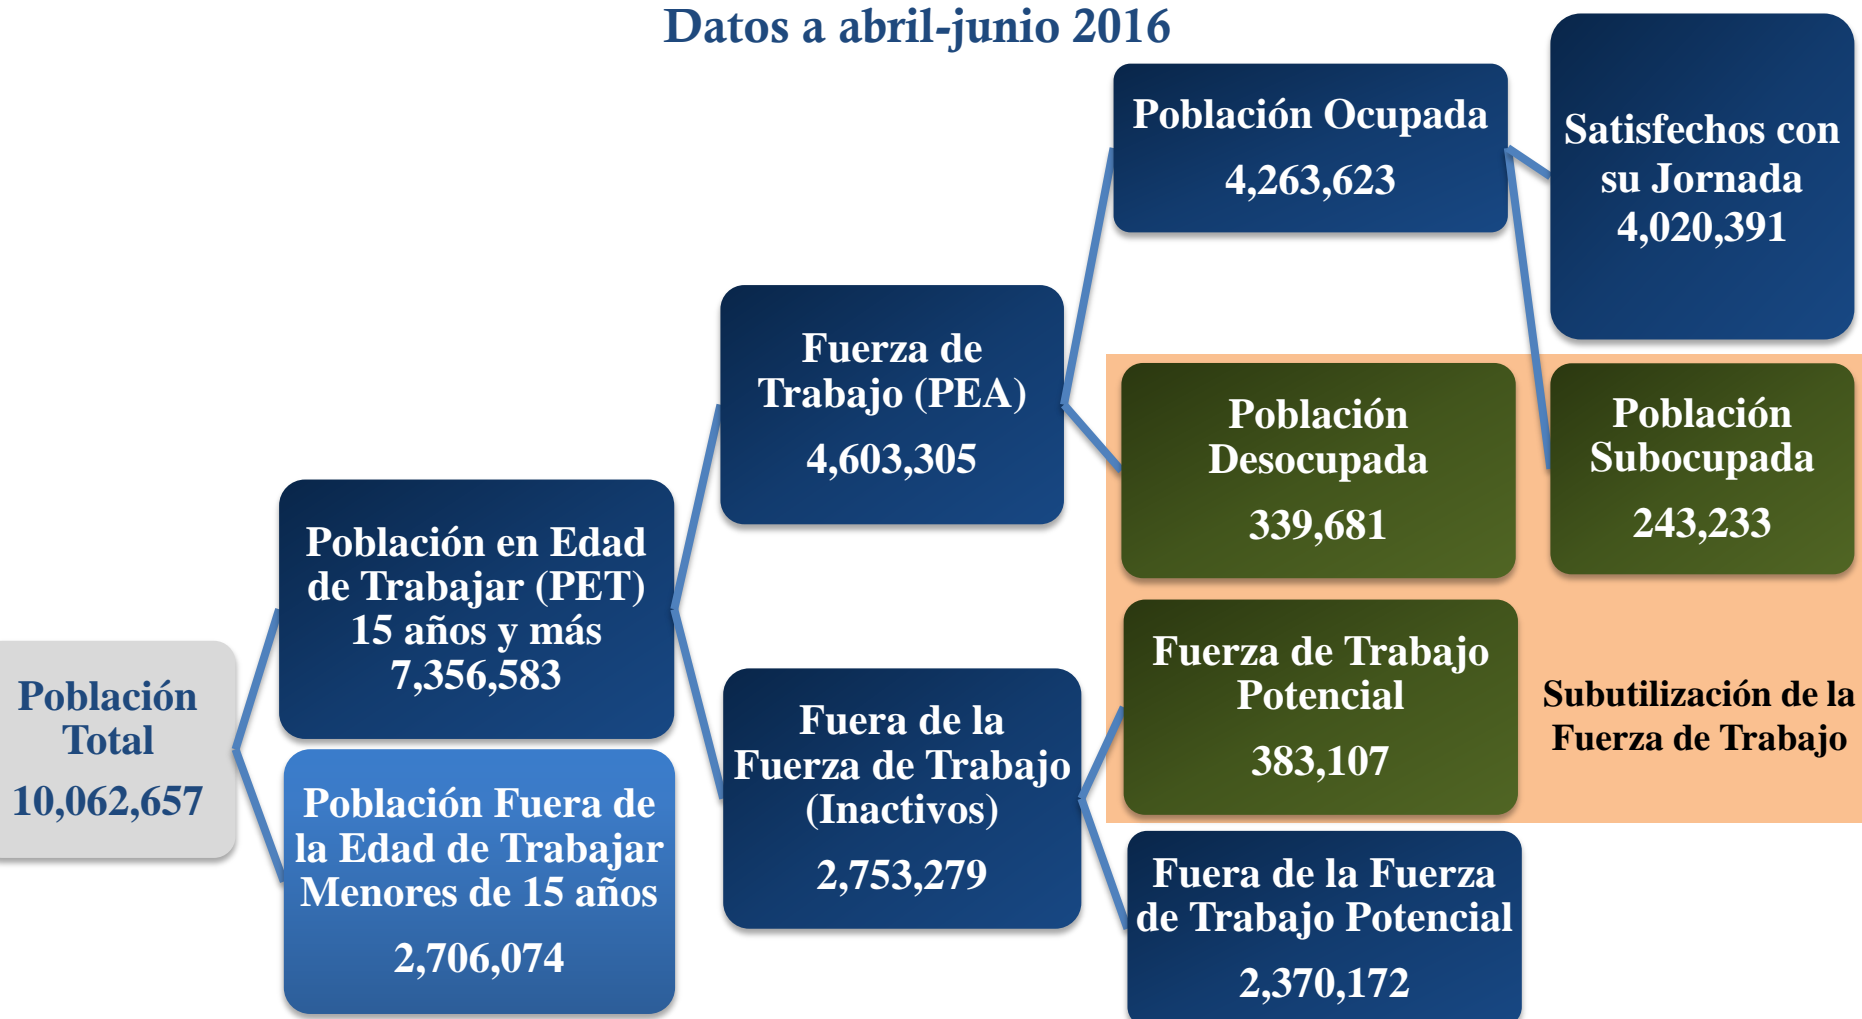 Datos a abril-junio 2016
Población
Total
10,062,657
Población en Edad
de Trabajar (PET)
15 años y más
7,356,583
Población Fuera de
la Edad de Trabajar
Menores de 15 años
2,706,074
Fuerza de
Trabajo (PEA)
4,603,305
Fuera de la
Fuerza de Trabajo
(Inactivos)
2,753,279
Población Ocupada
4,263,623
Población
Desocupada
339,681
Fuerza de Trabajo
Potencial
383,107
Fuera de la Fuerza
de Trabajo Potencial
2,370,172
Satisfechos con
su Jornada
4,020,391
Población
Subocupada
243,233
Subutilización de la
Fuerza de Trabajo